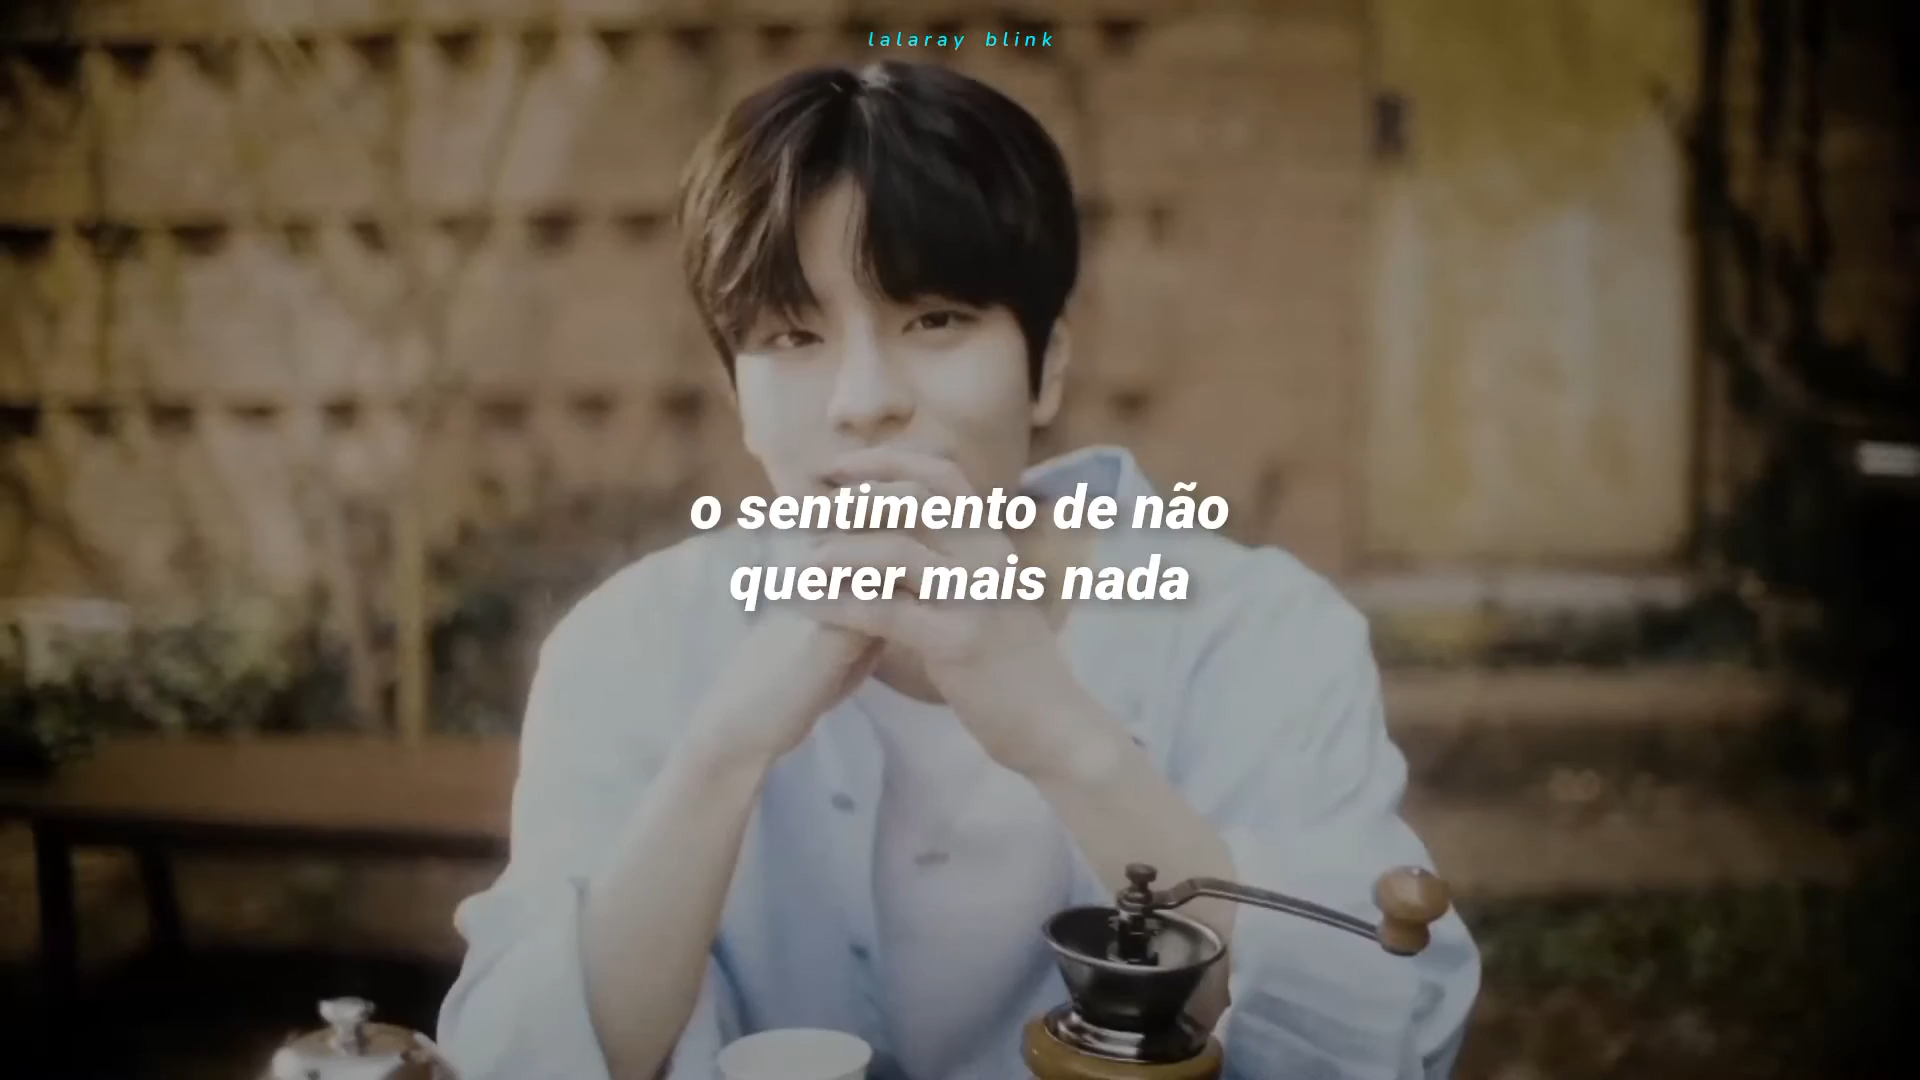 lalaray blink
o sentimento de não
querer mais nada